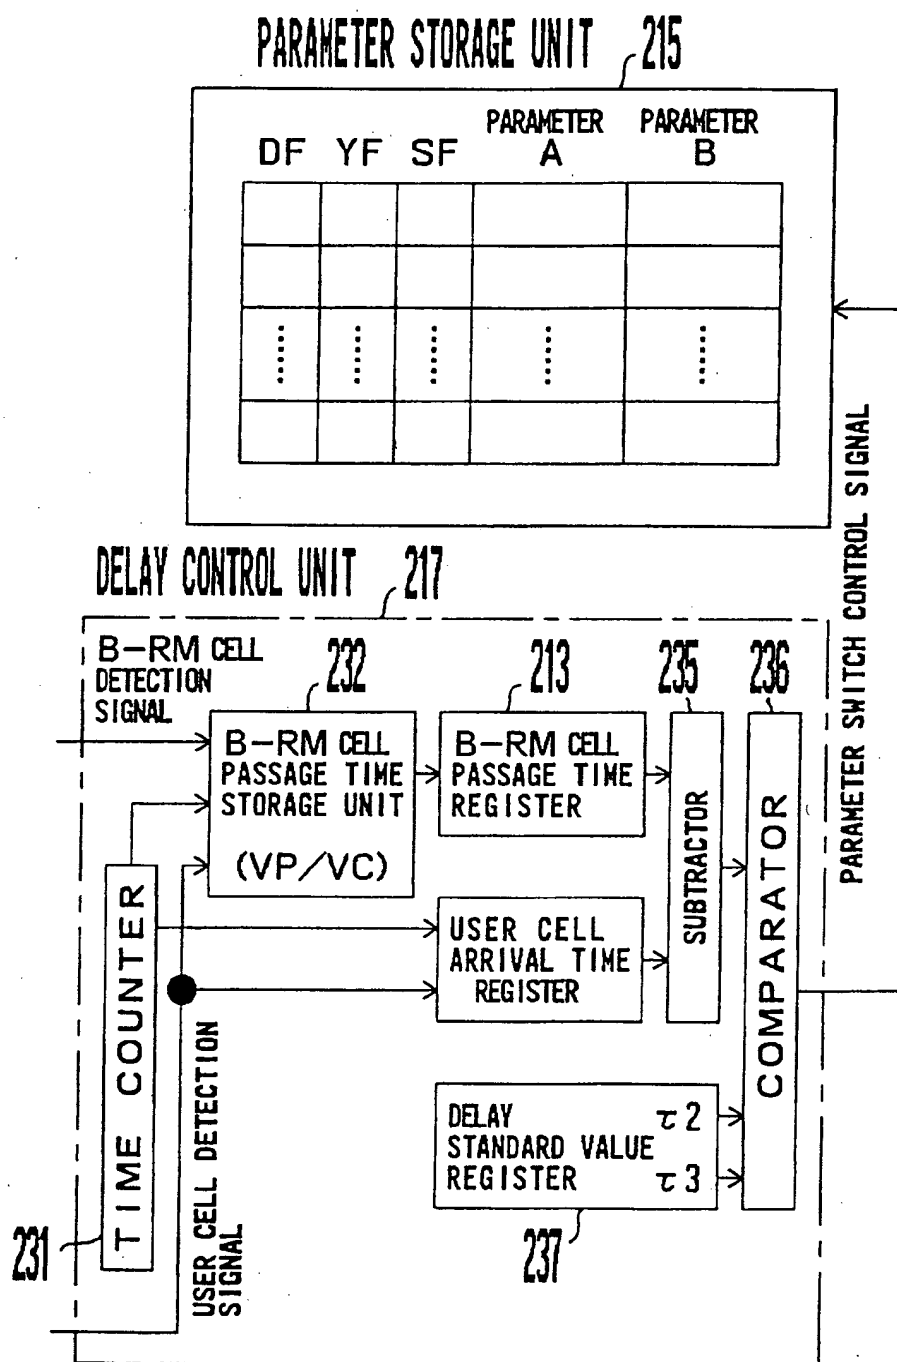 PARAMETER STORAGE UNIT 215
PARAMETER PARAMETER
DF YF SF A B
DELAY CONTROL UNIT 217
B-RM CELL
DETECTION
SIGNAL
232
213
235
236
B-RM CELL
PASSAGE TIME
STORAGE UNIT
(VP/VC)
B-RM CELL
PASSAGE TIME
REGISTER
USER CELL
ARRIVAL TIME
REGISTER
SUBTRACTOR
COMPARATOR
PARAMETER SWITCH CONTROL SIGNAL
TIME COUNTER
231
USER CELL DETECTION
SIGNAL
DELAY τ2
STANDARD VALUE
REGISTER τ3
237